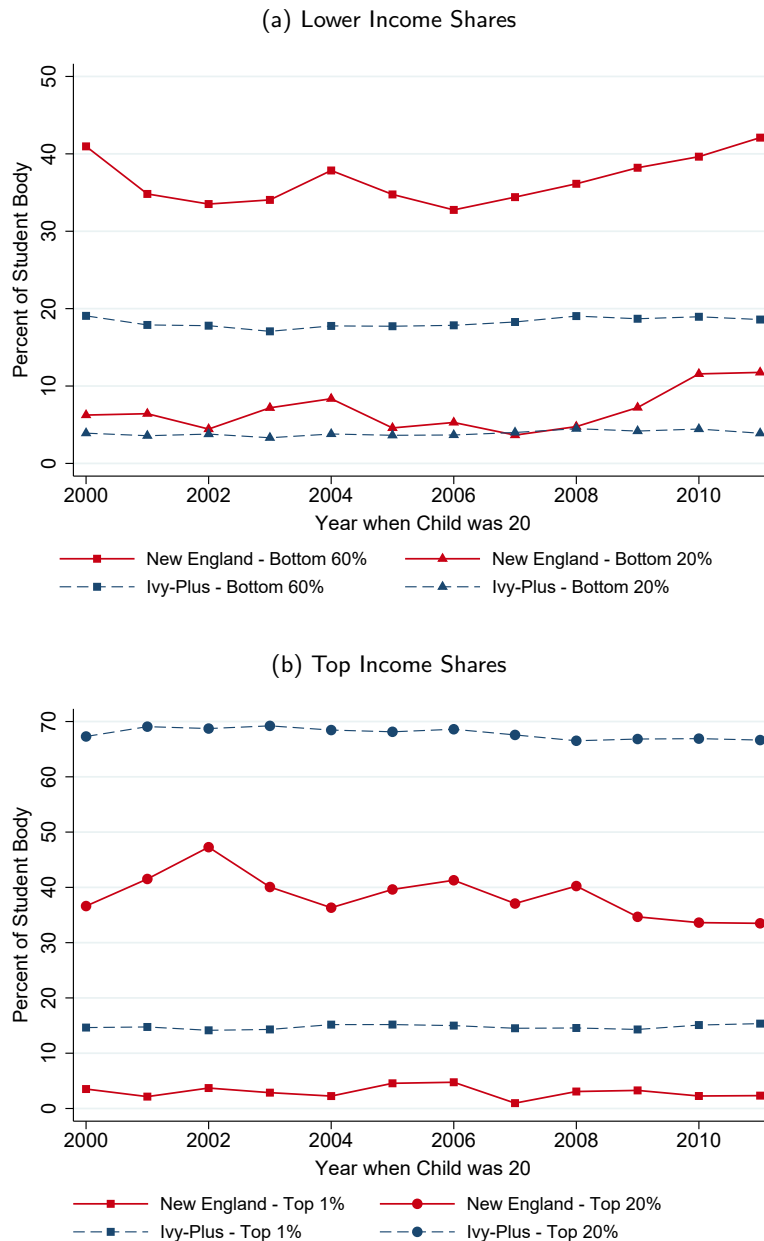 (a) Lower Income Shares
Percent of Student Body
50
40
30
20
10
0
2000 2002 2004 2006 2008 2010
Year when Child was 20
New England - Bottom 60% New England - Bottom 20%
Ivy-Plus - Bottom 60% Ivy-Plus - Bottom 20%
(b) Top Income Shares
Percent of Student Body
70
60
50
40
30
20
10
0
2000 2002 2004 2006 2008 2010
Year when Child was 20
New England - Top 1% New England - Top 20%
Ivy-Plus - Top 1% Ivy-Plus - Top 20%